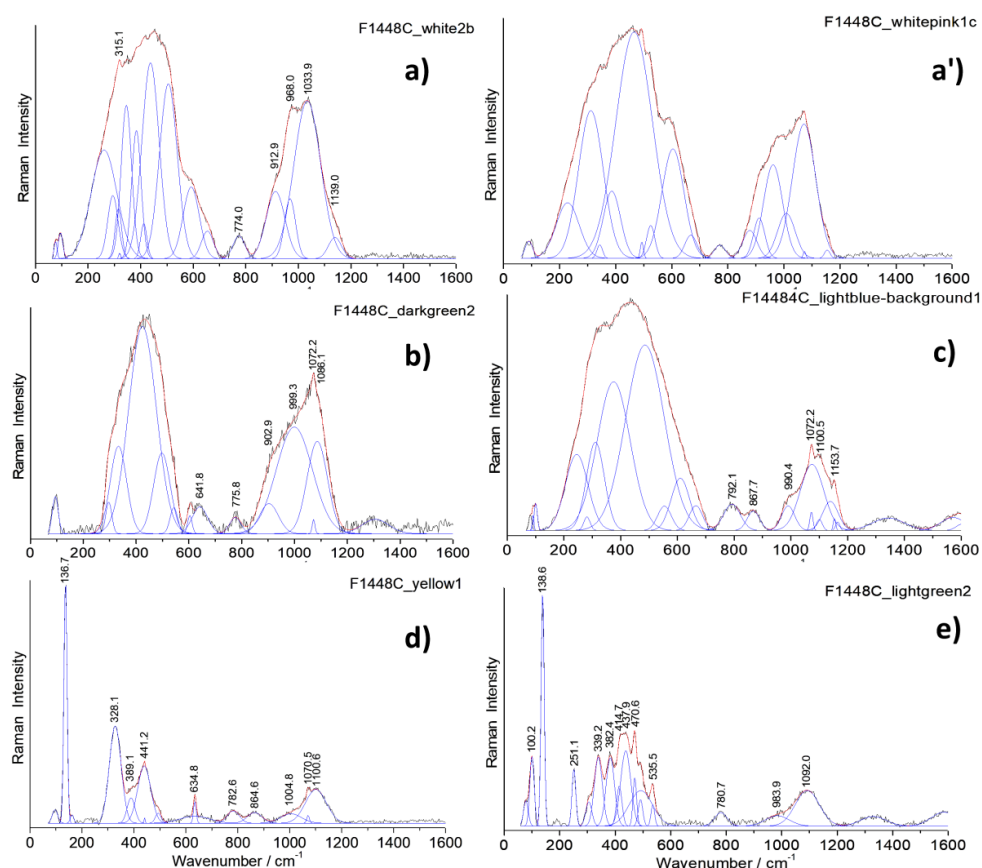 F1448C_white2b
a)
315.1
912.9
968.0
1033.9
1139.0
774.0
Raman Intensity
0 200 400 600 800 1000 1200 1400 1600
F1448C_whitepink1c
a')
Raman Intensity
0 200 400 600 800 1000 1200 1400 1600
F1448C_darkgreen2
b)
641.8
775.8
902.9
999.3
1072.2
1086.1
Raman Intensity
0 200 400 600 800 1000 1200 1400 1600
F14484C_lightblue-background1
c)
792.1
867.7
990.4
1072.2
1100.5
1153.7
Raman Intensity
0 200 400 600 800 1000 1200 1400 1600
F1448C_yellow1
d)
136.7
328.1
389.1
441.2
634.8
782.6
864.6
1004.8
1070.5
1100.6
Raman Intensity
0 200 400 600 800 1000 1200 1400 1600
Wavenumber / cm-1
F1448C_lightgreen2
e)
100.2
138.6
251.1
339.2
382.4
414.7
437.9
470.6
535.5
780.7
983.9
1092.0
Raman Intensity
0 200 400 600 800 1000 1200 1400 1600
Wavenumber / cm-1